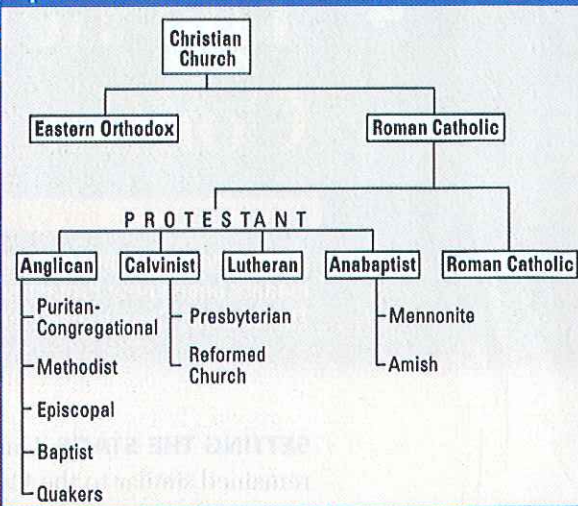 Christian
Church
Eastern Orthodox
Roman Catholic
PROTESTANT
Anglican
Calvinist
Lutheran
Anabaptist
Roman Catholic
Puritan-
Congregational
Methodist
Episcopal
Baptist
Quakers
Presbyterian
Reformed
Church
Mennonite
Amish